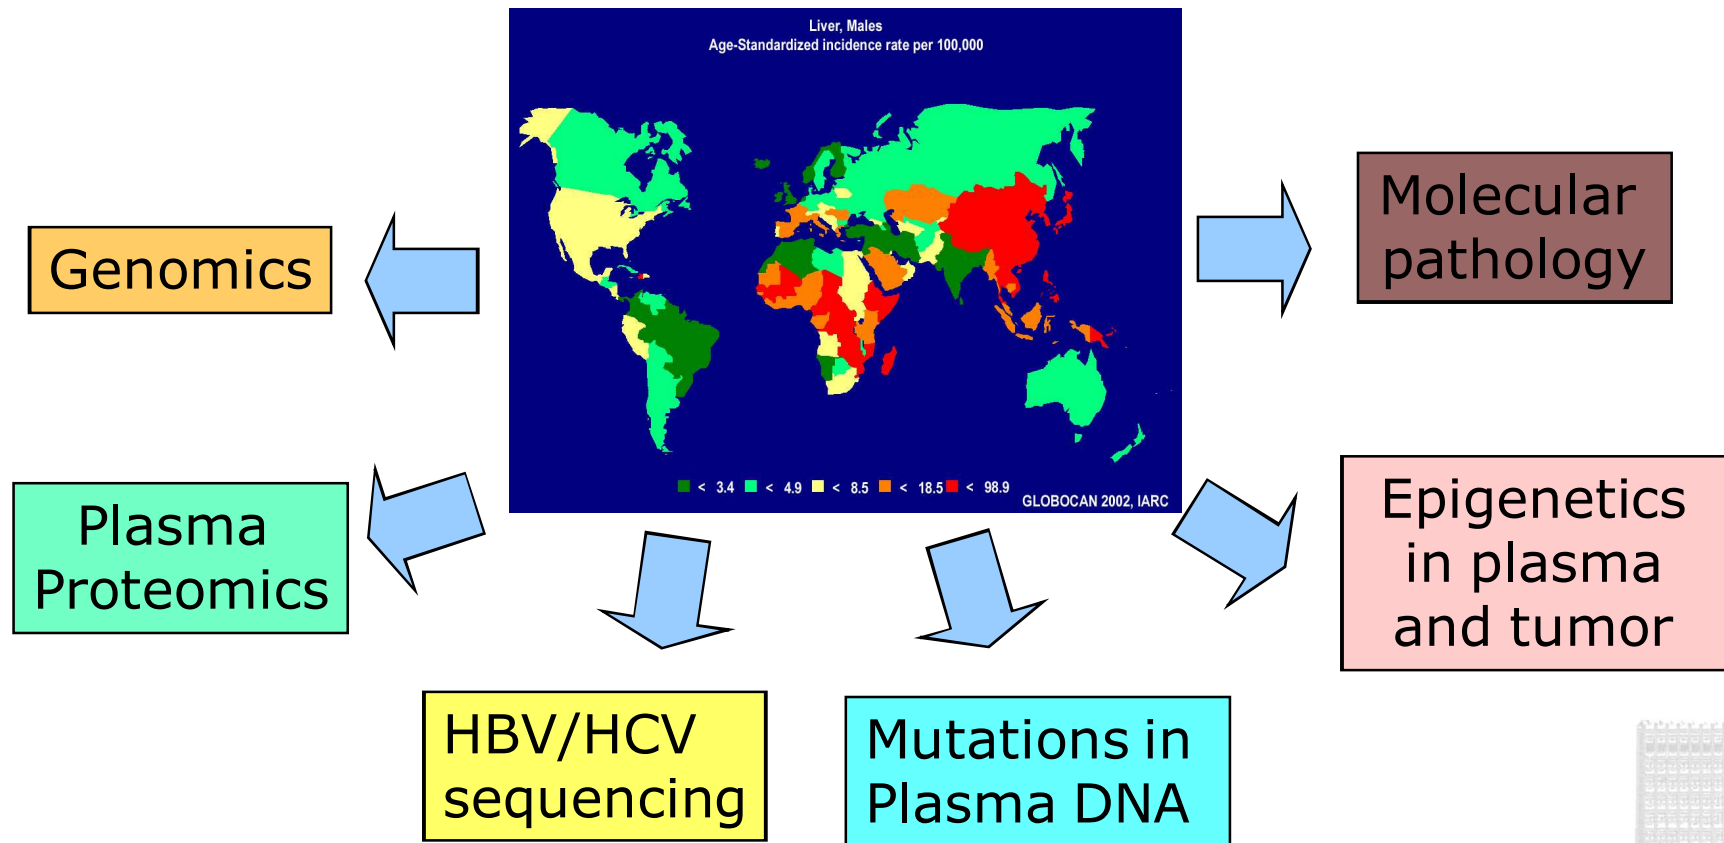 Liver, Males
Age-Standardized incidence rate per 100,000
< 3.4 < 4.9 < 8.5 < 18.5 < 98.9
GLOBOCAN 2002, IARC
Genomics
Molecular
pathology
Plasma
Proteomics
Epigenetics
in plasma
and tumor
HBV/HCV
sequencing
Mutations in
Plasma DNA